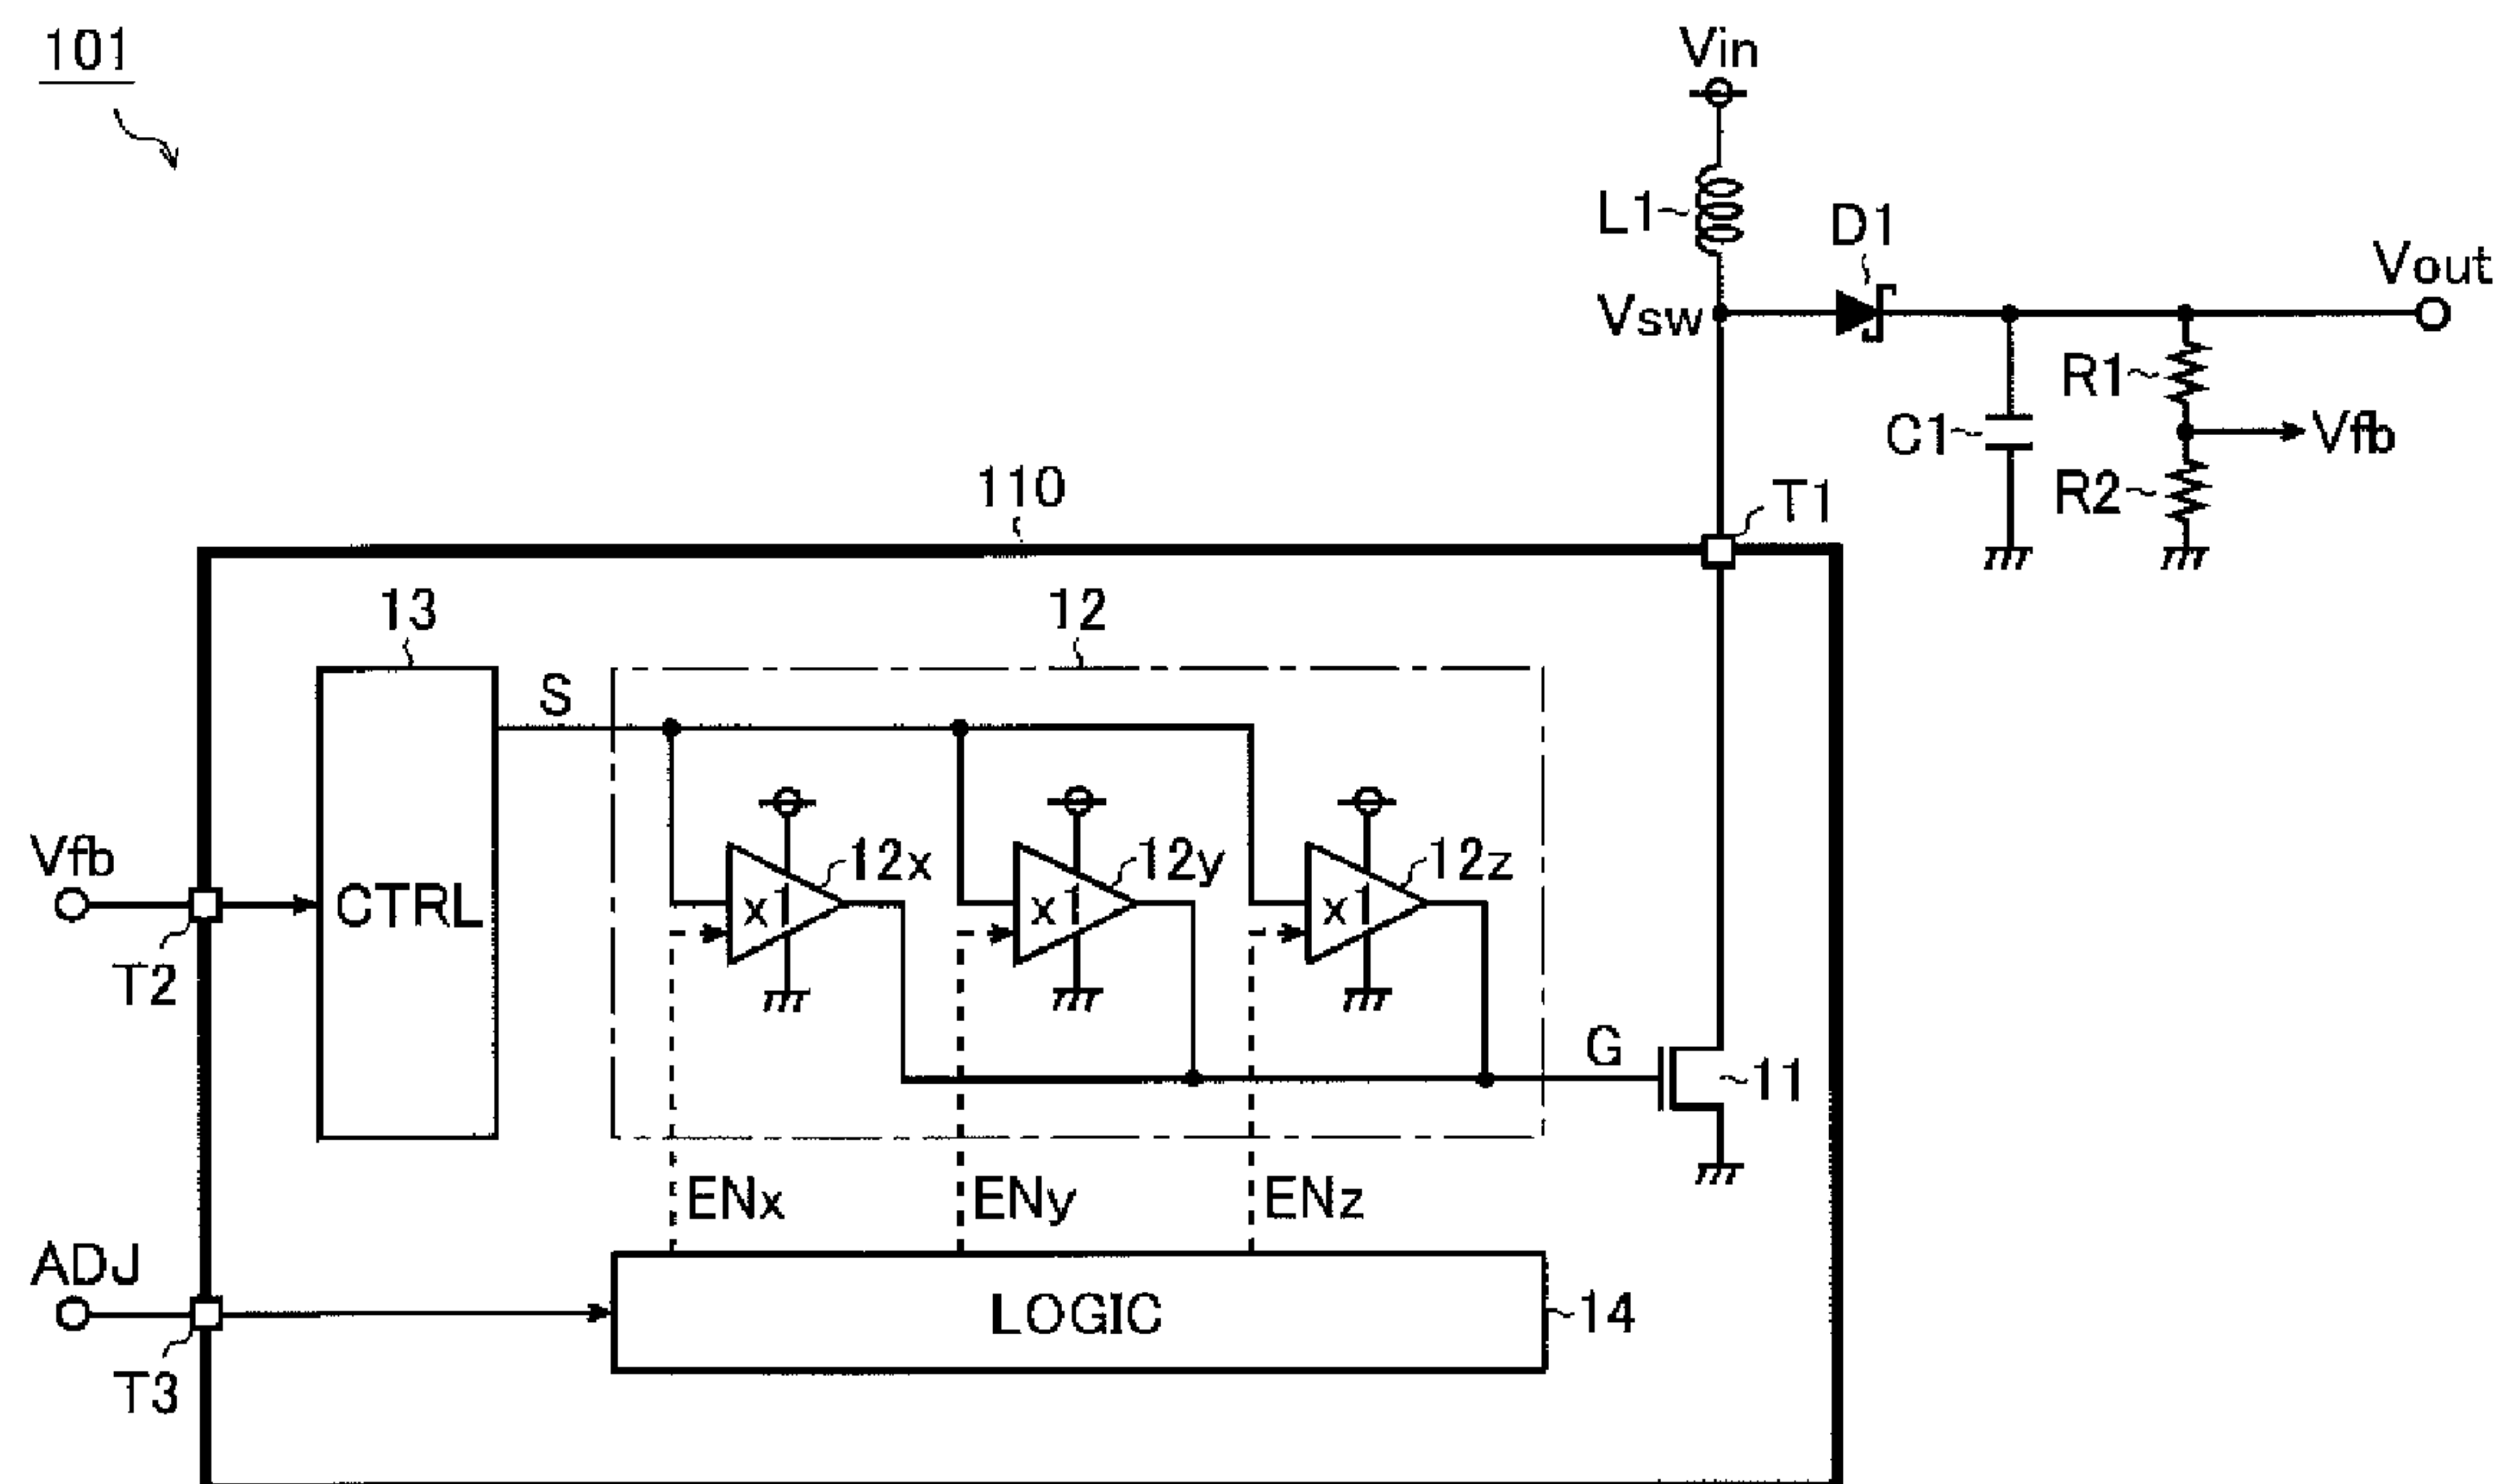 101
Vin
L1
D1
Vout
Vsw
R1
C1
Vfb
R2
110
T1
13
12
S
Vfb
12x
12y
12z
x1
x1
x1
CTRL
T2
G
11
ENx
ENy
ENz
ADJ
LOGIC
14
T3